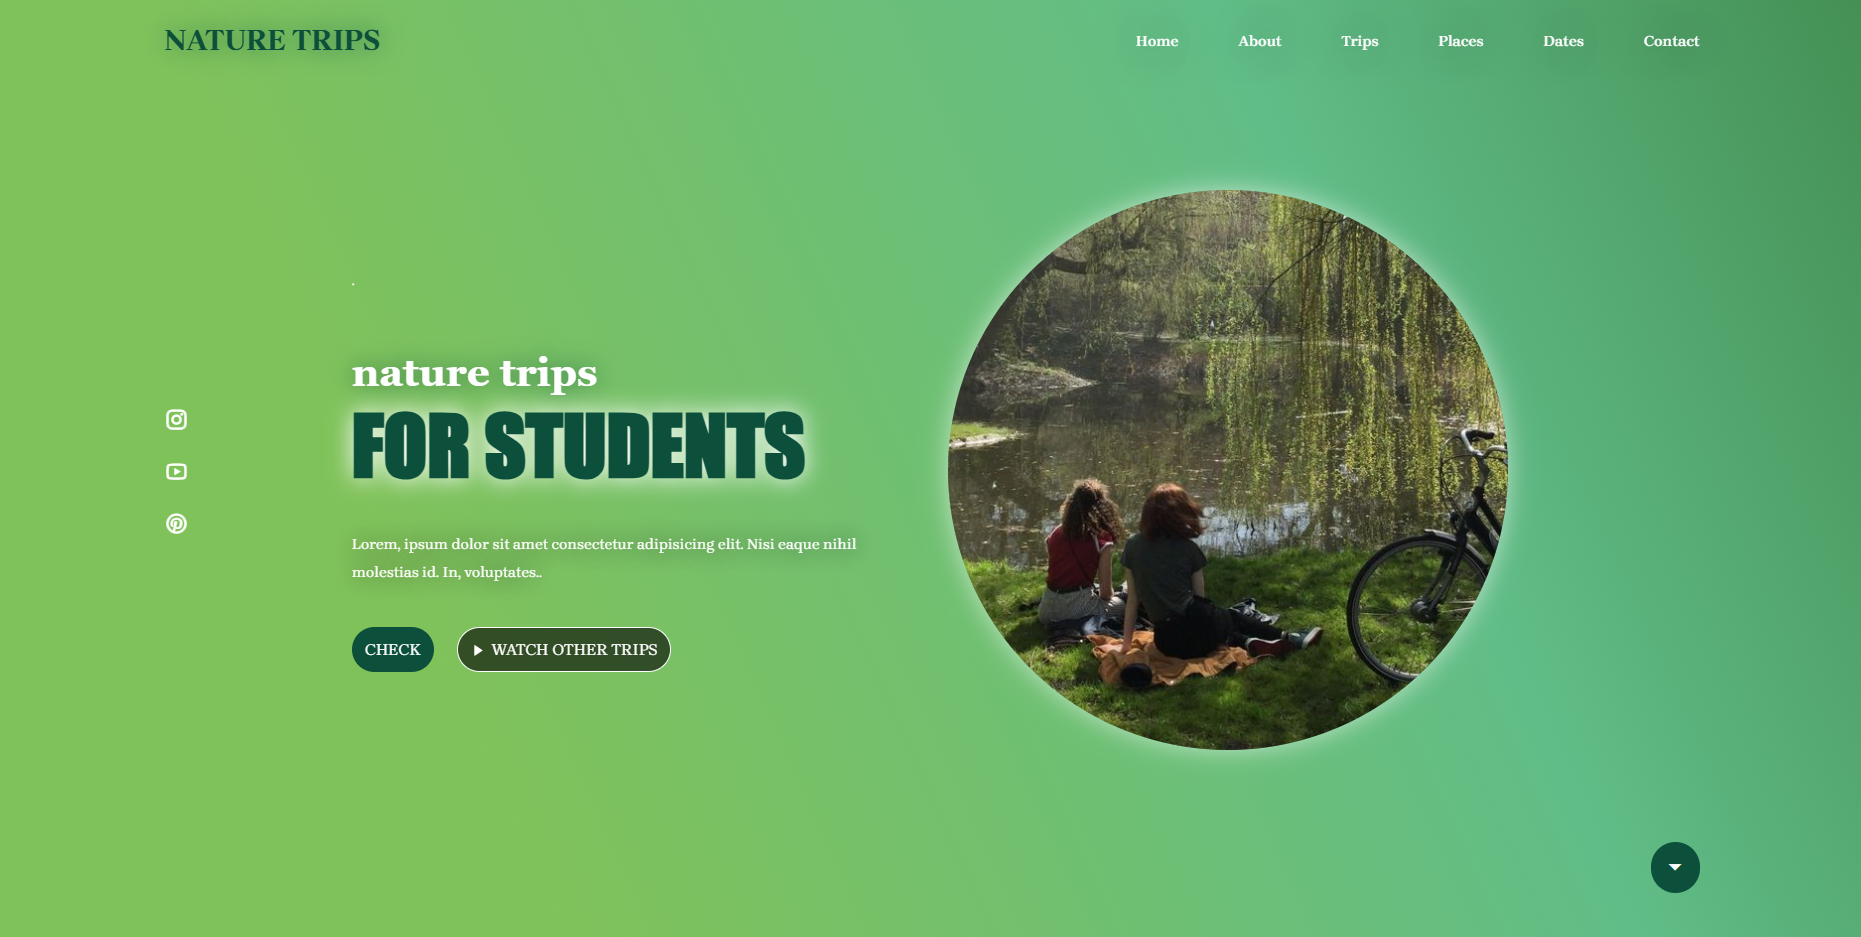 NATURE TRIPS
Home About Trips Places Dates Contact
.
nature trips
FOR STUDENTS
Lorem, ipsum dolor sit amet consectetur adipisicing elit. Nisi eaque nihil
molestias id. In, voluptates..
CHECK
WATCH OTHER TRIPS